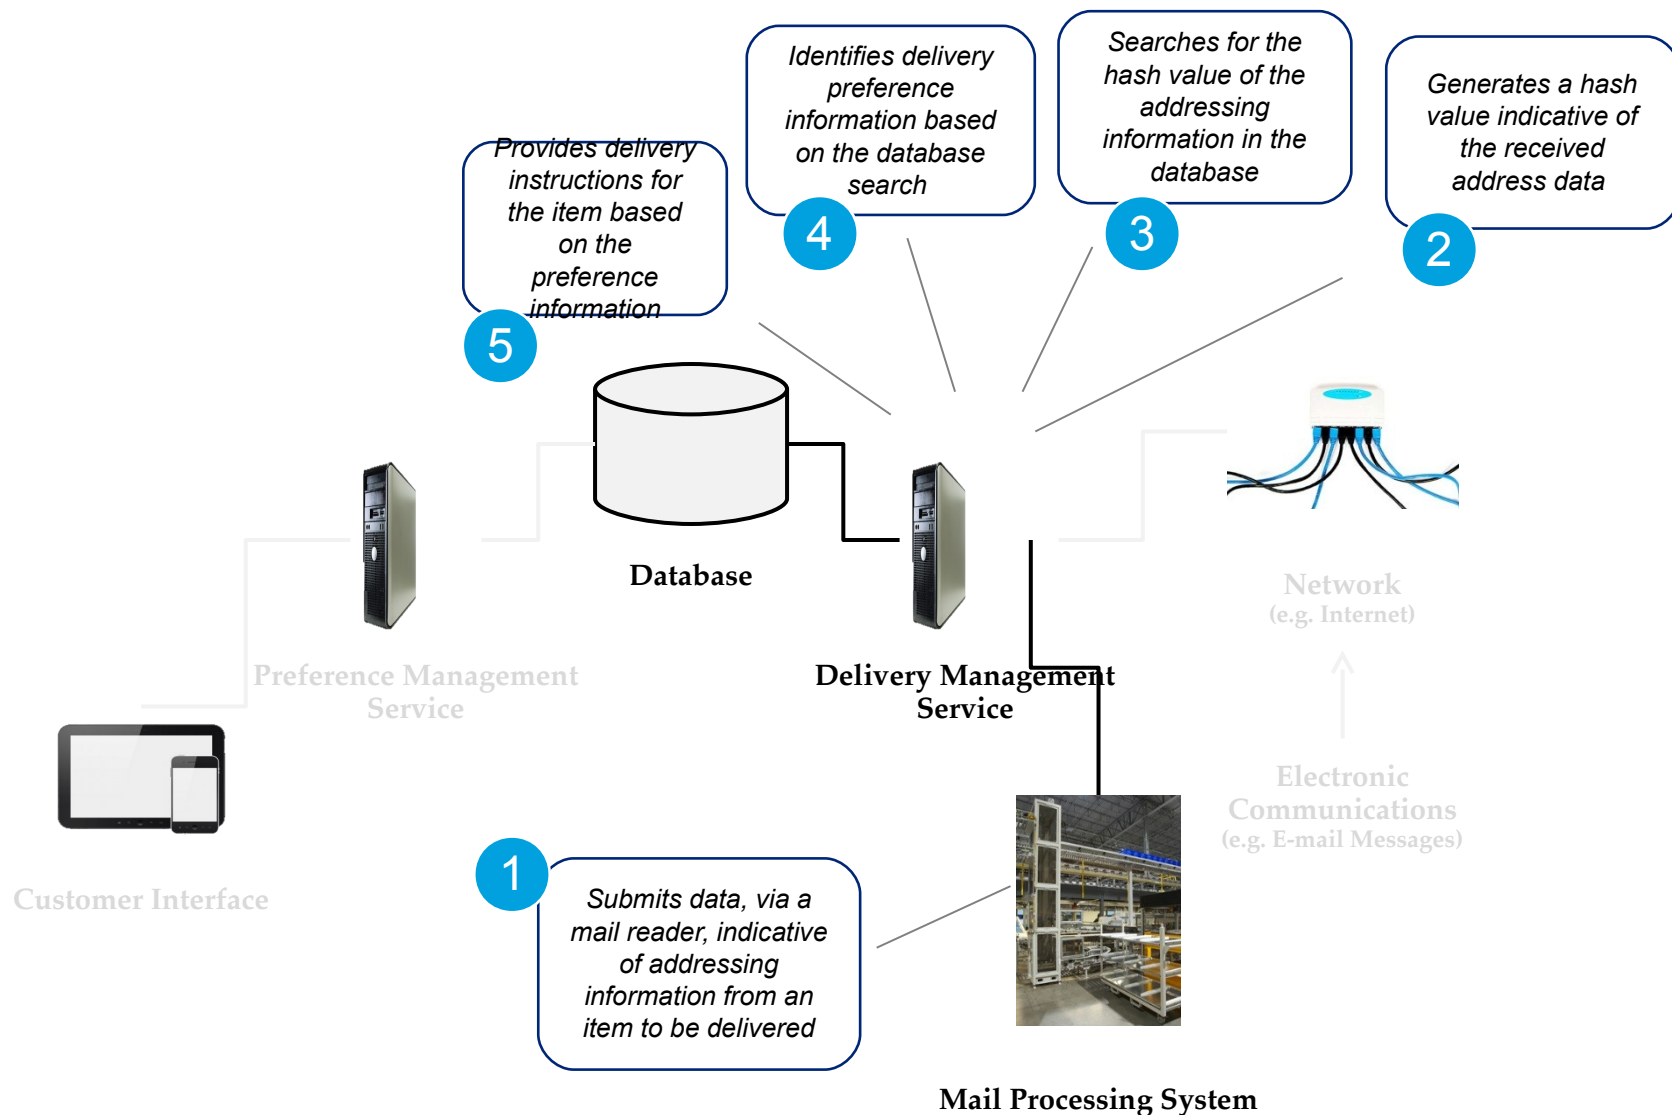 Identifies delivery
preference
information based
on the database
search
4
Searches for the
hash value of the
addressing
information in the
database
3
Generates a hash
value indicative of
the received
address data
2
Provides delivery
instructions for
the item based
on the
preference
information
5
Database
Network
(e.g. Internet)
Preference Management
Service
Delivery Management
Service
Electronic
Communications
(e.g. E-mail Messages)
Customer Interface
1
Submits data, via a
mail reader, indicative
of addressing
information from an
item to be delivered
Mail Processing System